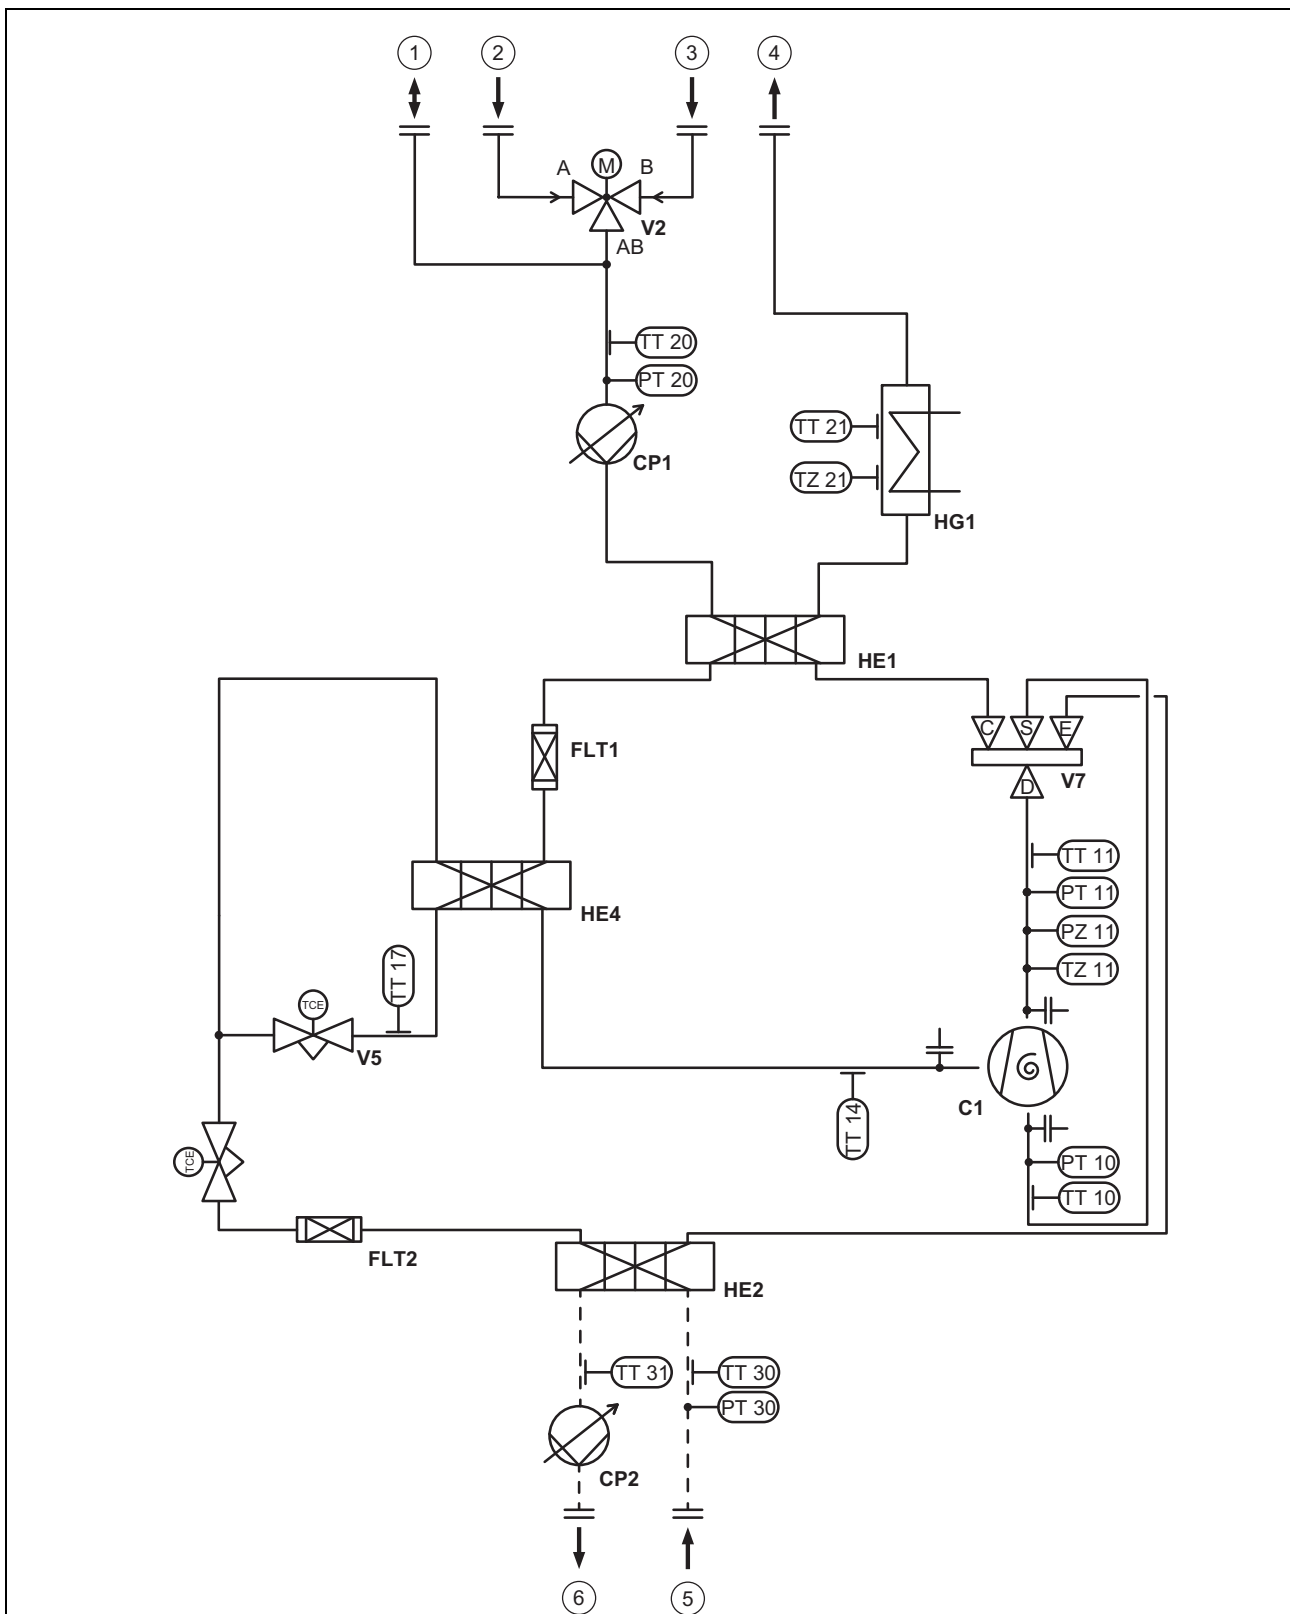 1
2
3
4
A
M
B
V2
AB
TT 20
PT 20
CP1
TT 21
TZ 21
HG1
HE1
FLT1
C
S
E
V7
D
TT 11
PT 11
PZ 11
TZ 11
HE4
TT 17
TCE
V5
C1
TT 14
TCE
PT 10
TT 10
FLT2
HE2
TT 31
TT 30
PT 30
CP2
6
5